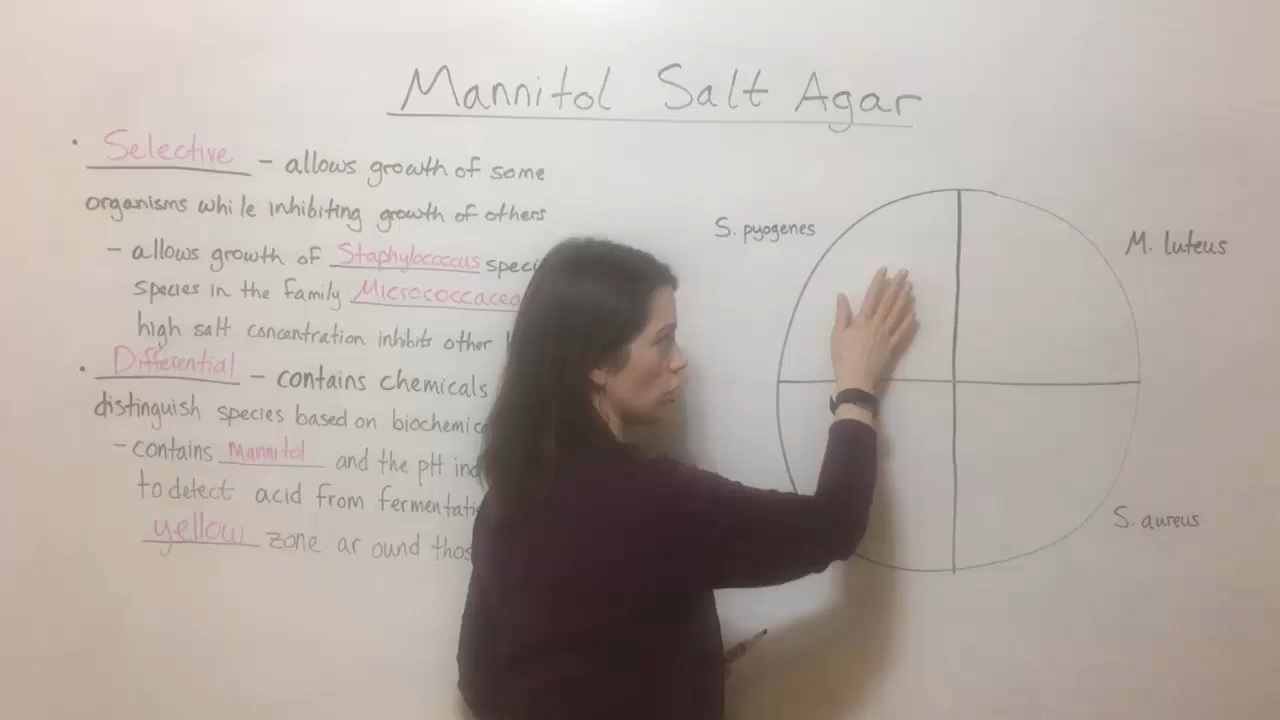 Mannitol Salt Agar
• Selective – allows growth of some
organisms while inhibiting growth of others
– allows growth of Staphylococcus
species in the family
high salt concentration inhibits other
• Differential – contains chemicals
distinguish species based on
– contains Mannitol and the pH
to detect acid from
yellow zone ar ound
S. pyogenes
M. luteus
S. aureus